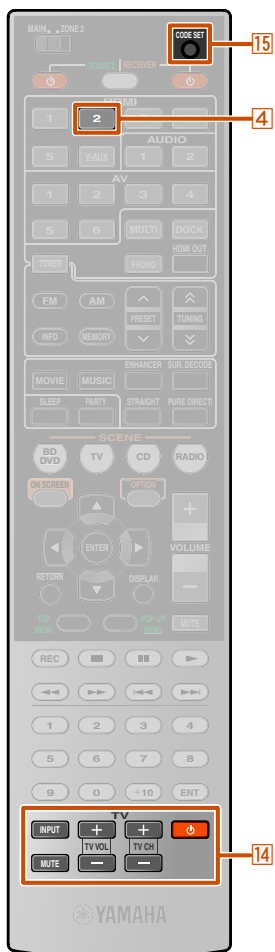 MAIN ZONE 2
CODE SET
15
SOURCE RECEIVER
HDMI
1 2
4
AUDIO
5 V-AUX 1 2
AV
1 2 3 4
5 6 MULTI DOCK
HDMI OUT
TUNER PHONO
FM AM
PRESET TUNING
INFO MEMORY
ENHANCER SUR. DECODE
MOVIE MUSIC
SLEEP PARTY STRAIGHT PURE DIRECT
SCENE
BD
DVD TV CD RADIO
ON SCREEN OPTION
ENTER
VOLUME
RETURN DISPLAY
TOP
MENU
POP-UP
MENU
MUTE
REC
1 2 3 4
5 6 7 8
9 0 +10 ENT
TV
INPUT
TV VOL TV CH
MUTE
14
YAMAHA